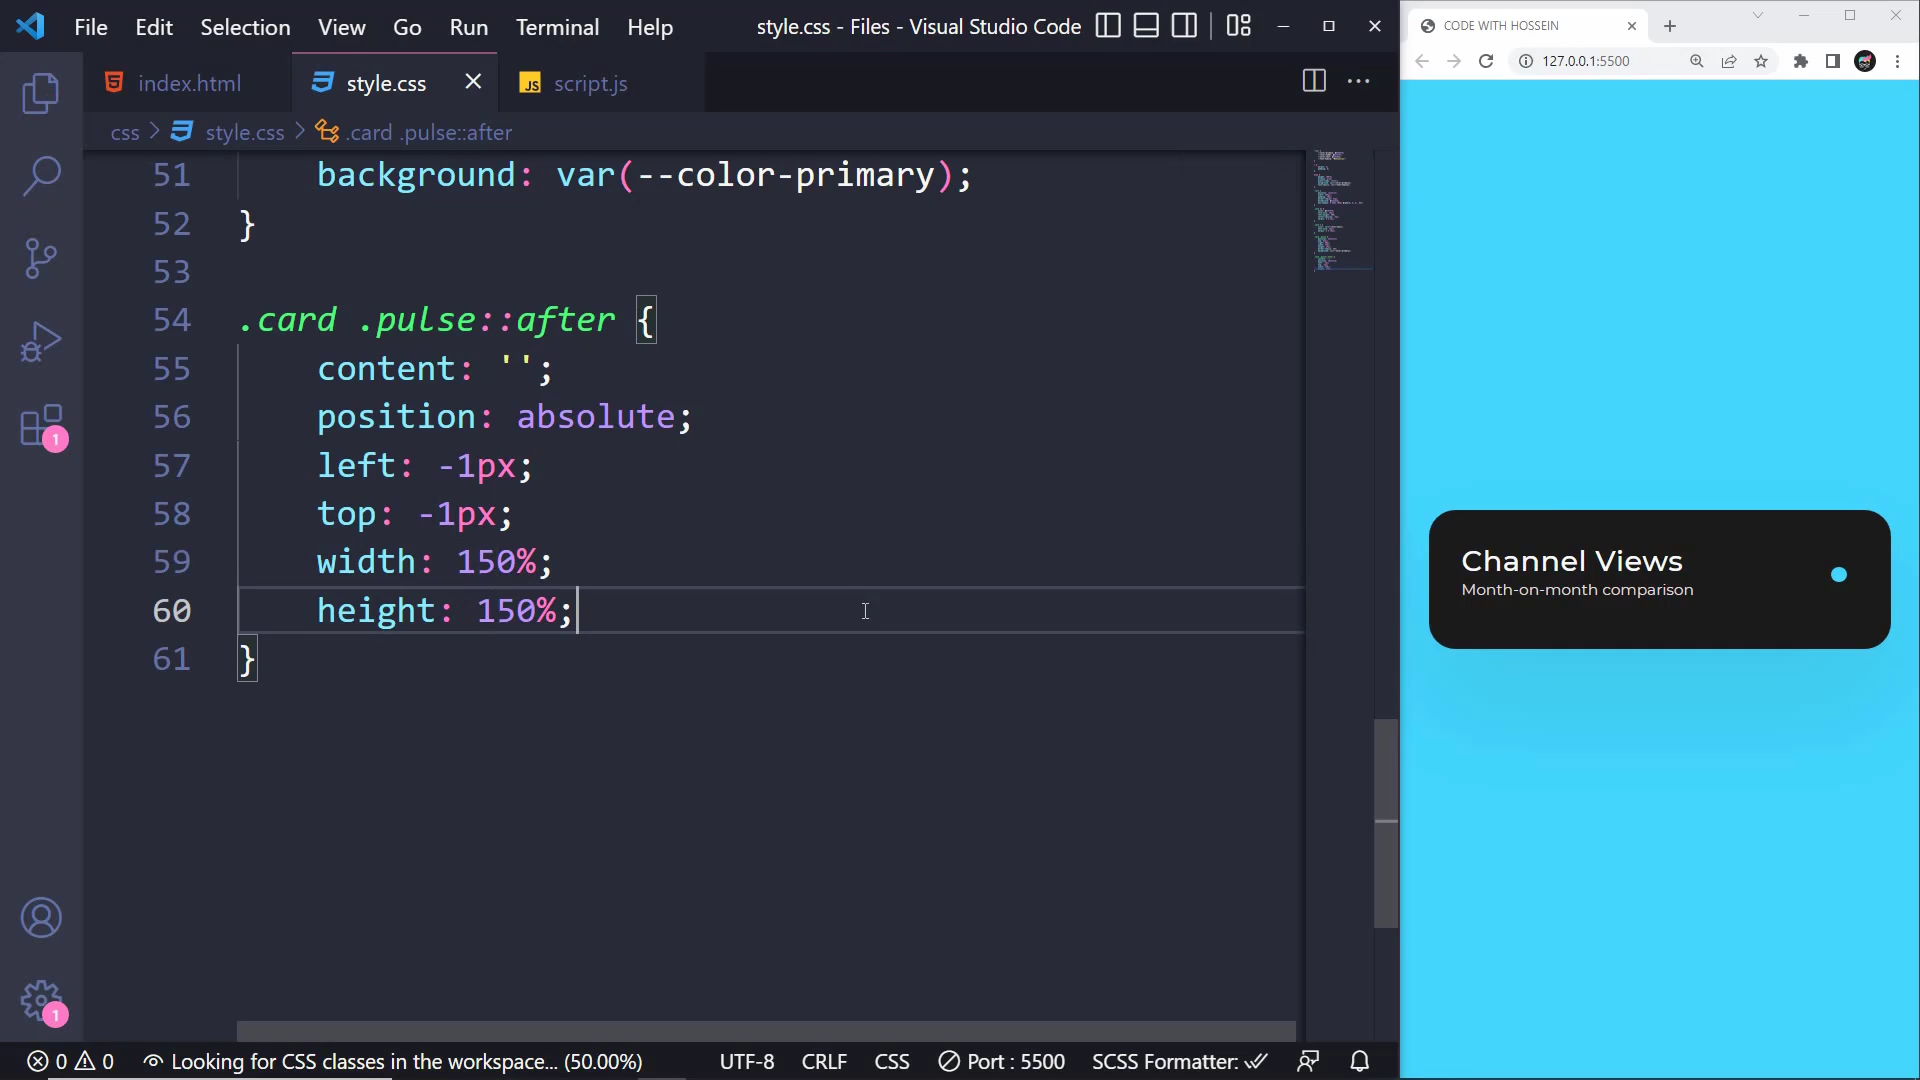 File Edit Selection View Go Run Terminal Help
style.css - Files - Visual Studio Code
index.html
style.css
JS script.js
css > style.css > .card .pulse::after
51 background: var(--color-primary);
52 }
53
54 .card .pulse::after {
55 content: '';
56 position: absolute;
57 left: -1px;
58 top: -1px;
59 width: 150%;
60 height: 150%;
61 }
1
1
0 0 Looking for CSS classes in the workspace... (50.00%) UTF-8 CRLF CSS Port : 5500 SCSS Formatter:
CODE WITH HOSSEIN
127.0.0.1:5500
Channel Views
Month-on-month comparison